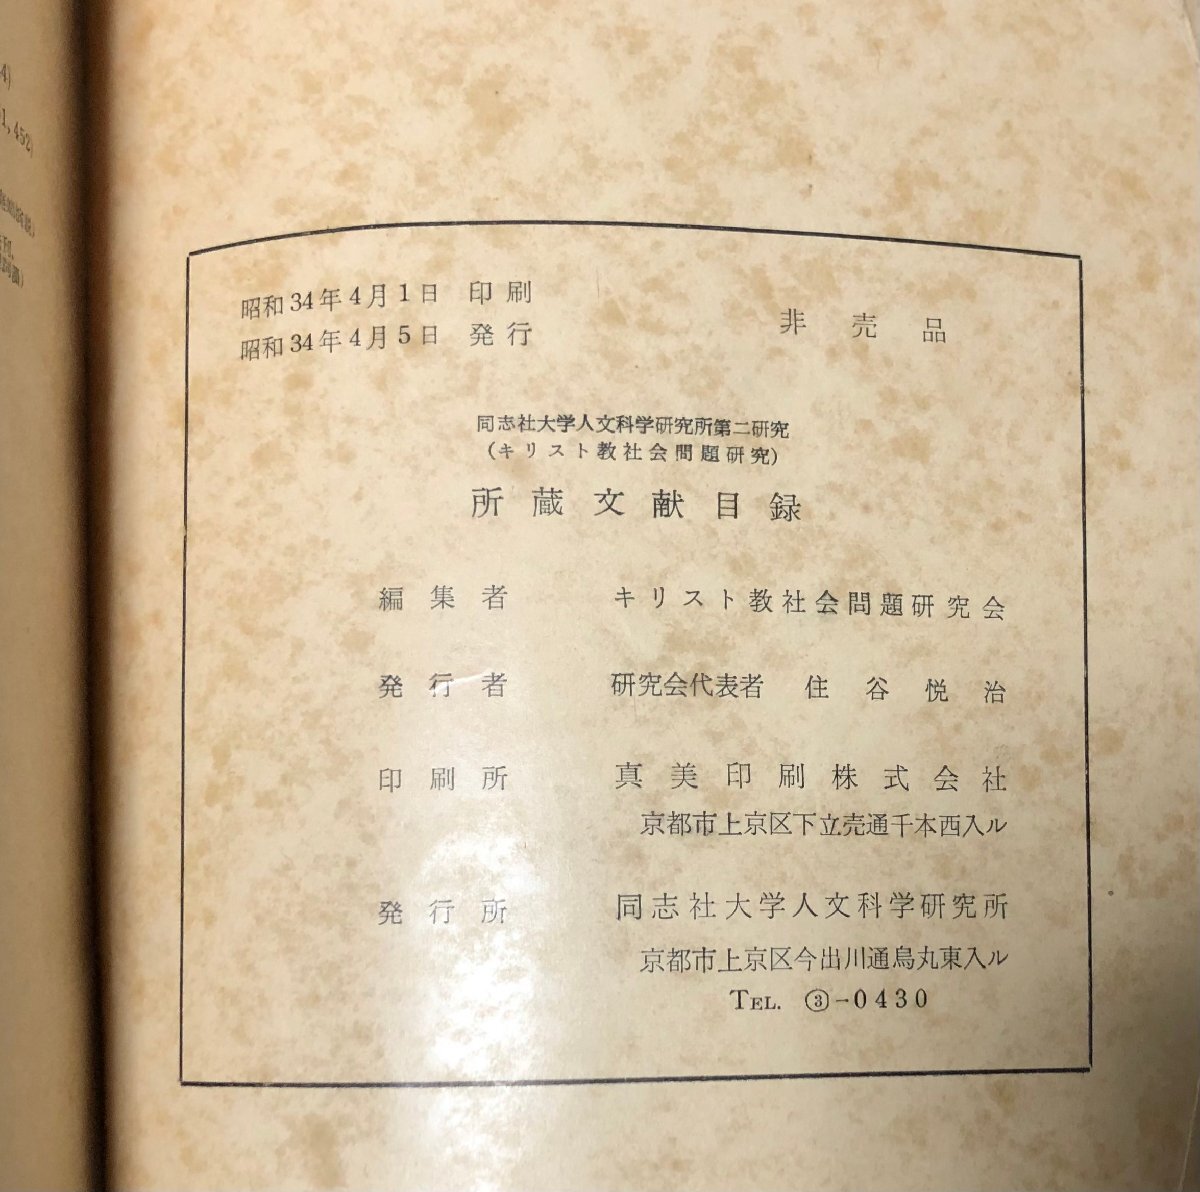 4)
1, 452)
昭和34年4月1日 印刷
昭和34年4月5日 発行
非売品
同志社大学人文科学研究所第二研究
(キリスト教社会問題研究)
所蔵文献目録
編集者 キリスト教社会問題研究会
発行者 研究会代表者 住谷悦治
印刷所 真美印刷株式会社
京都市上京区下立売通千本西入ル
発行所 同志社大学人文科学研究所
京都市上京区今出川通烏丸東入ル
TEL. ③-0430